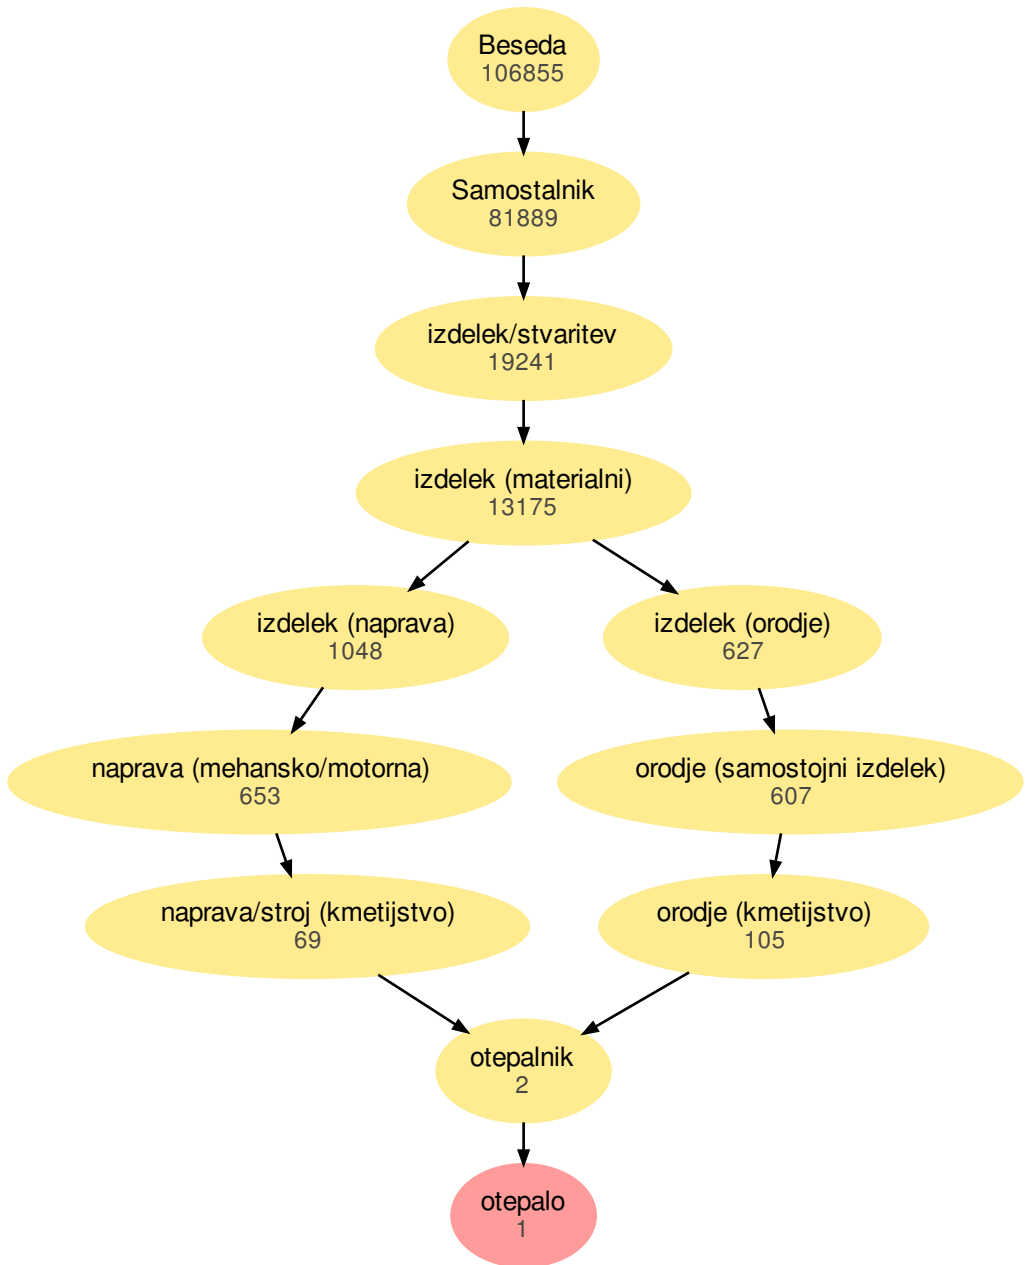 Beseda
106855
Samostalnik
81889
izdelek/stvaritev
19241
izdelek (materialni)
13175
izdelek (naprava)
1048
izdelek (orodje)
627
naprava (mehansko/motorna)
653
orodje (samostojni izdelek)
607
naprava/stroj (kmetijstvo)
69
orodje (kmetijstvo)
105
otepalnik
2
otepalo
1